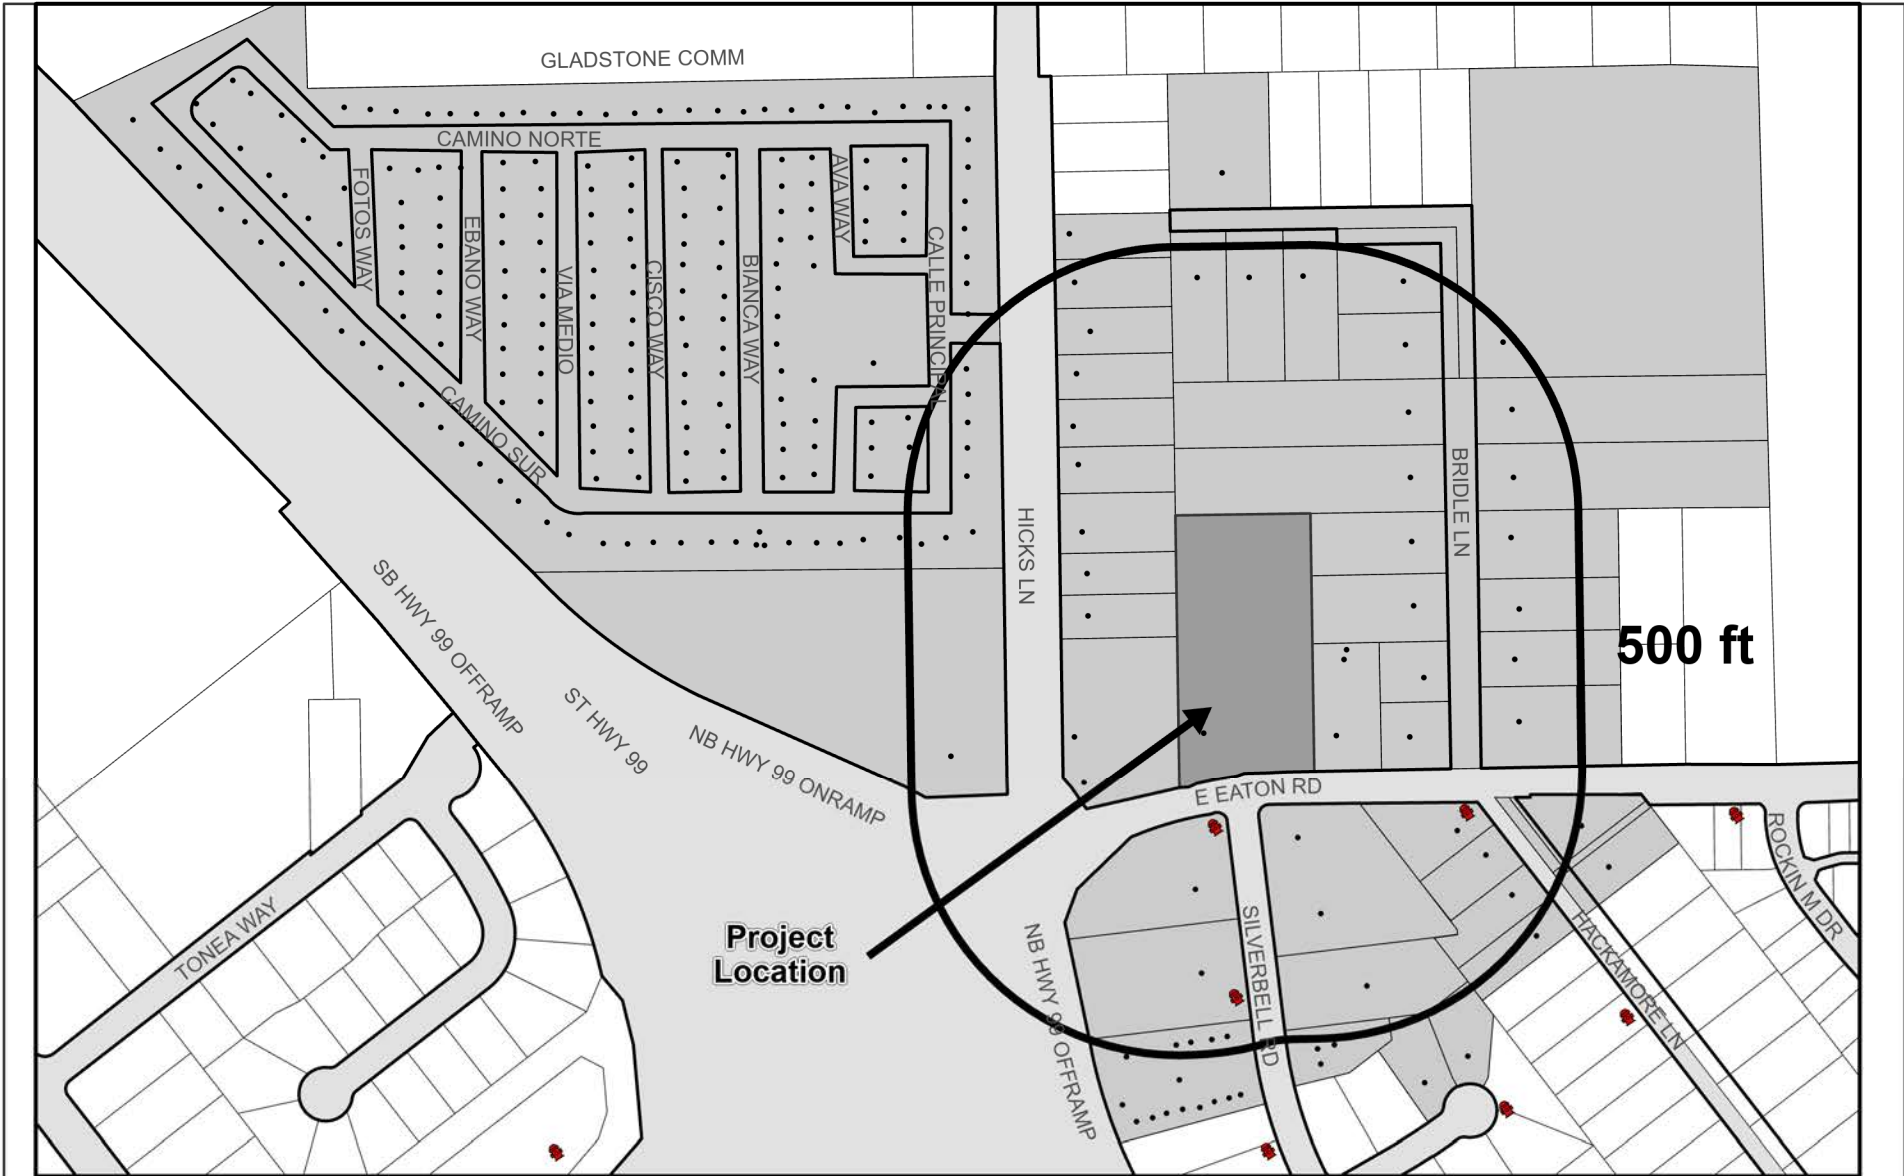 GLADSTONE COMM
CAMINO NORTE
FOTOS WAY
EBANO WAY
VIA MEDIO
CISCO WAY
BIANCA WAY
AVA WAY
CALLE PRINCIPAL
CAMINO SUR
HICKS LN
BRIDLE LN
500 ft
SB HWY 99 OFFRAMP
ST HWY 99
NB HWY 99 ONRAMP
E EATON RD
ROCKIN M DR
TONEA WAY
Project
Location
NB HWY 99 OFFRAMP
SILVERBELL RD
HACKAMORE LN